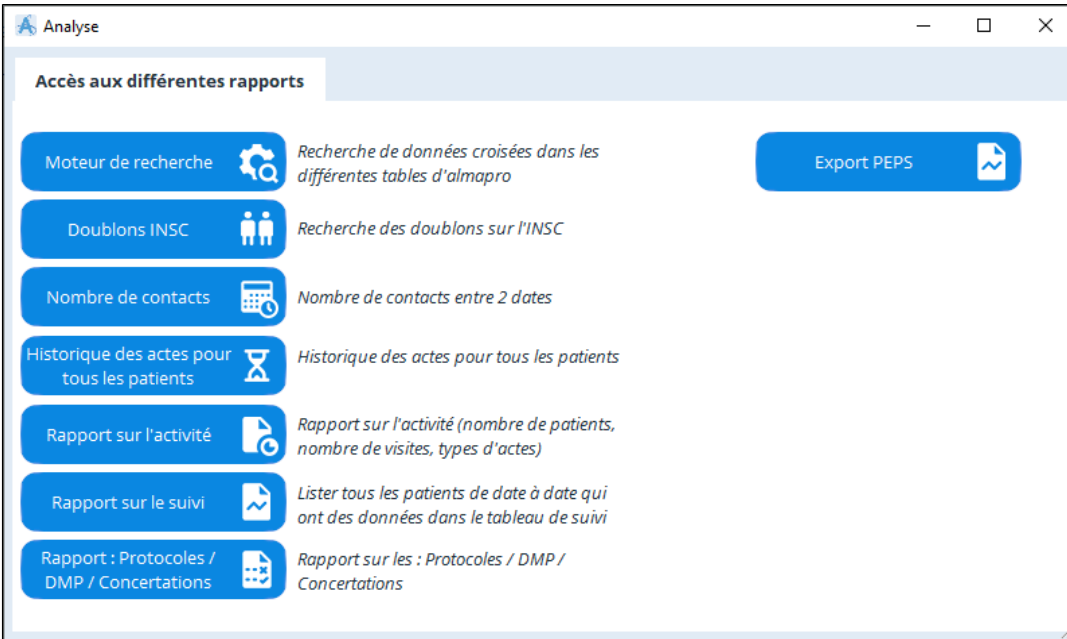 Analyse
Accès aux différentes rapports
Moteur de recherche
Recherche de données croisées dans les
différentes tables d'almapro
Export PEPS
Doublons INSC
Recherche des doublons sur l'INSC
Nombre de contacts
Nombre de contacts entre 2 dates
Historique des actes pour
tous les patients
Historique des actes pour tous les patients
Rapport sur l'activité
Rapport sur l'activité (nombre de patients,
nombre de visites, types d'actes)
Rapport sur le suivi
Lister tous les patients de date à date qui
ont des données dans le tableau de suivi
Rapport : Protocoles /
DMP / Concertations
Rapport sur les : Protocoles / DMP /
Concertations